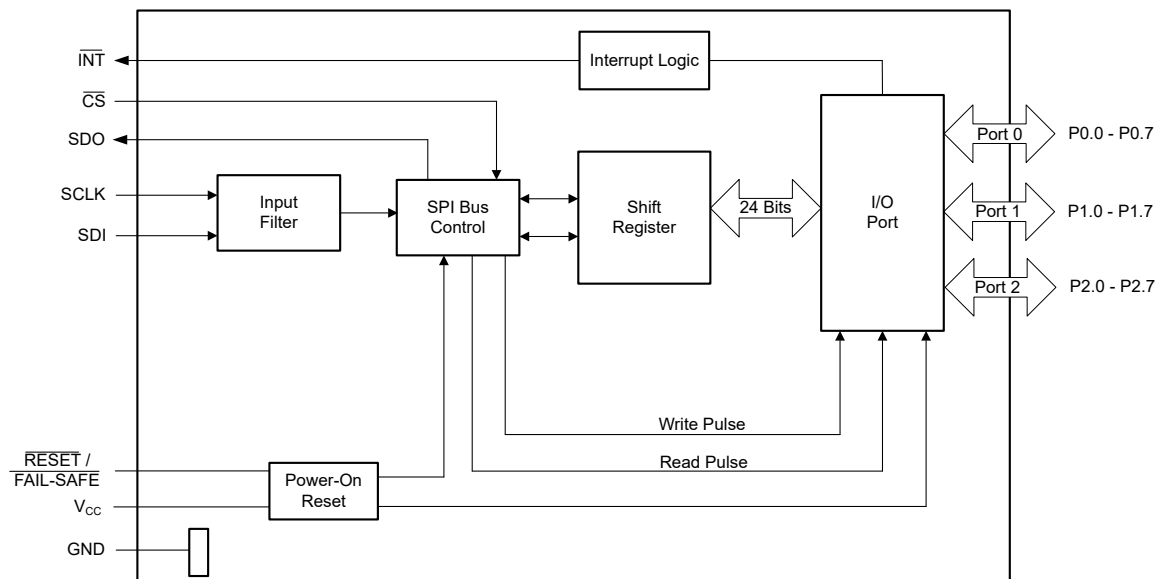 INT
Interrupt Logic
CS
SDO
SCLK
SDI
Input
Filter
SPI Bus
Control
Shift
Register
24 Bits
I/O
Port
Port 0
P0.0 - P0.7
Port 1
P1.0 - P1.7
Port 2
P2.0 - P2.7
Write Pulse
Read Pulse
RESET /
FAIL-SAFE
VCC
Power-On
Reset
GND